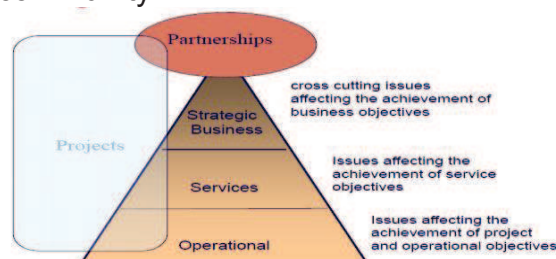 Partnerships
cross cutting issues
affecting the achievement of
business objectives
Strategic
Business
Projects
Issues affecting the
achievement of service
objectives
Services
Issues affecting the
achievement of project
and operational objectives
Operational